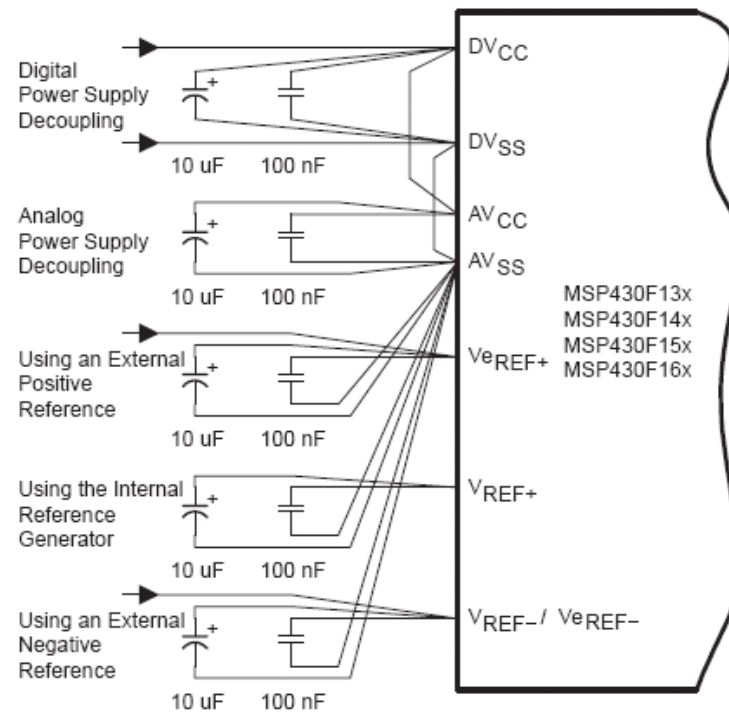 DVCC
Digital
Power Supply
Decoupling
+
DVSS
10 uF 100 nF
AVCC
Analog
Power Supply
Decoupling
+
AVSS
10 uF 100 nF
MSP430F13x
MSP430F14x
MSP430F15x
MSP430F16x
Using an External
Positive
Reference
+
VeREF+
10 uF 100 nF
Using the Internal
Reference
Generator
+
VREF+
10 uF 100 nF
Using an External
Negative
Reference
+
VREF– / VeREF–
10 uF 100 nF